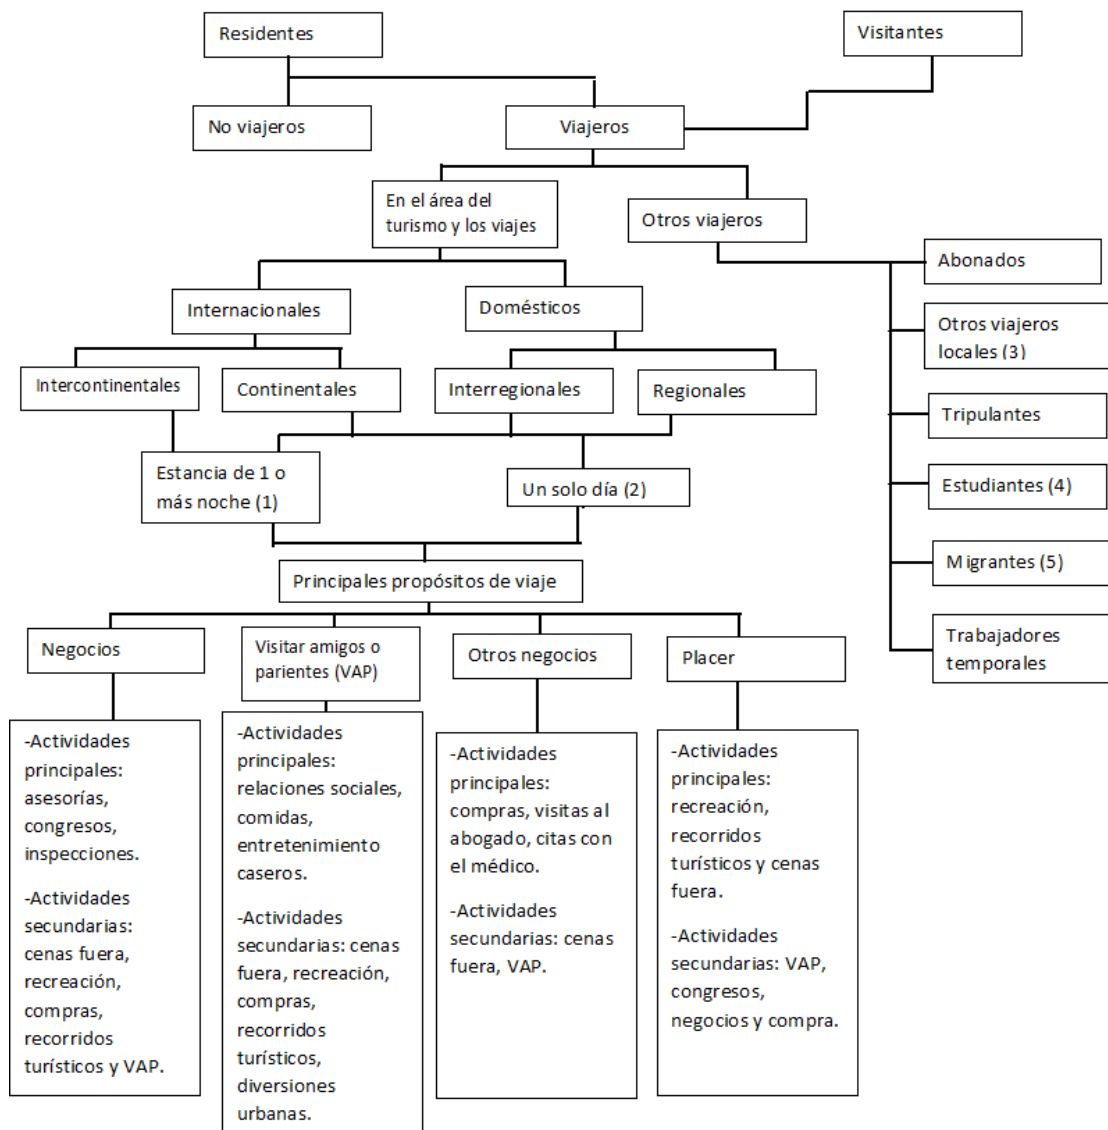 Residentes
Visitantes
No viajeros
Viajeros
En el área del
turismo y los viajes
Otros viajeros
Abonados
Internacionales
Domésticos
Otros viajeros
locales (3)
Intercontinentales
Continentales
Interregionales
Regionales
Tripulantes
Estancia de 1 o
más noche (1)
Un solo día (2)
Estudiantes (4)
Principales propósitos de viaje
Migrantes (5)
Trabajadores
temporales
Negocios
Visitar amigos o
parientes (VAP)
Otros negocios
Placer
-Actividades
principales:
asesorías,
congresos,
inspecciones.
-Actividades
secundarias:
cenas fuera,
recreación,
compras,
recorridos
turísticos y VAP.
-Actividades
principales:
relaciones sociales,
comidas,
entretenimiento
caseros.
-Actividades
secundarias: cenas
fuera, recreación,
compras,
recorridos
turísticos,
diversiones
urbanas.
-Actividades
principales:
compras, visitas al
abogado, citas con
el médico.
-Actividades
secundarias: cenas
fuera, VAP.
-Actividades
principales:
recreación,
recorridos
turísticos y cenas
fuera.
-Actividades
secundarias: VAP,
congresos,
negocios y compra.